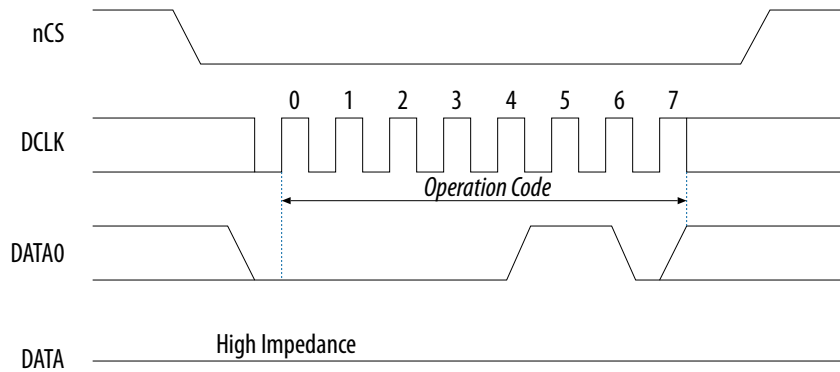 nCS
0 1 2 3 4 5 6 7
DCLK
Operation Code
DATA0
High Impedance
DATA